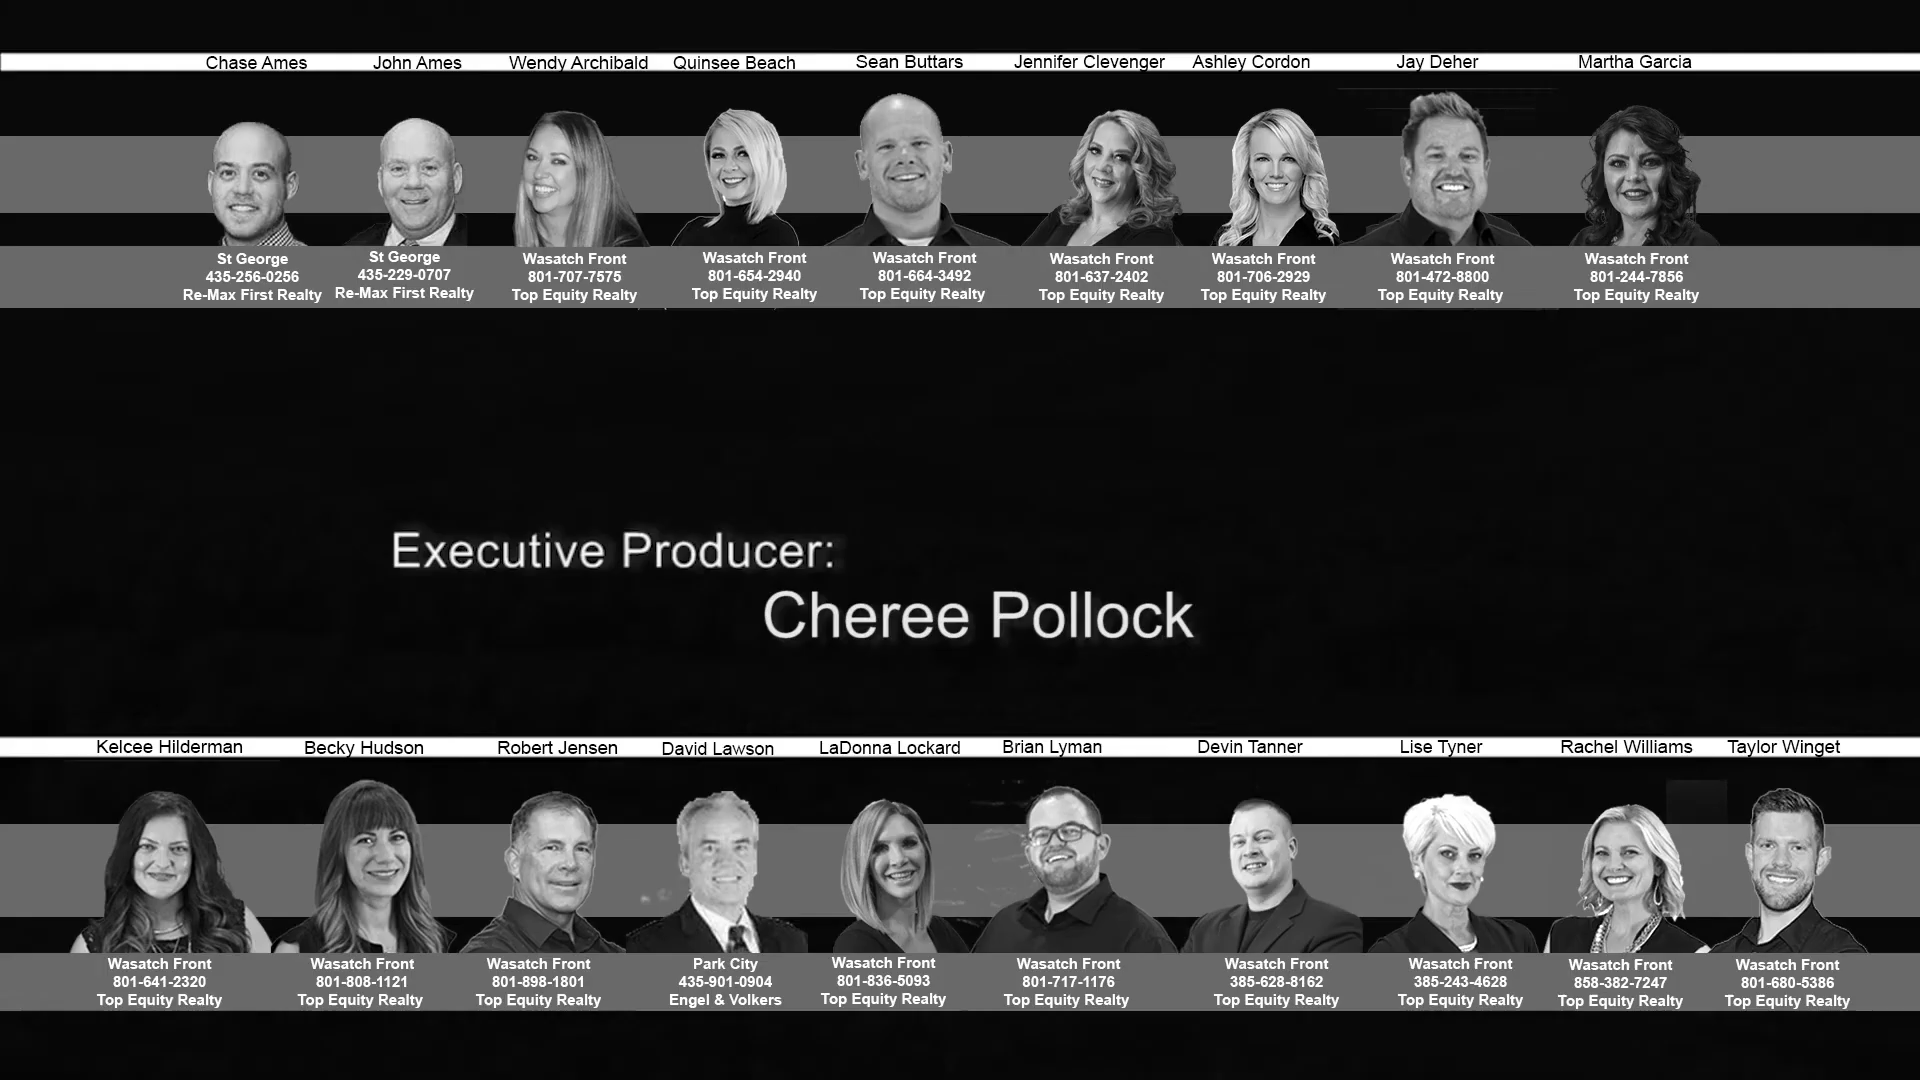 Chase Ames John Ames Wendy Archibald Quinsee Beach Sean Buttars Jennifer Clevenger Ashley Cordon Jay Deher Martha Garcia
St George St George Wasatch Front Wasatch Front Wasatch Front Wasatch Front Wasatch Front Wasatch Front Wasatch Front
435-256-0256 435-229-0707 801-707-7575 801-654-2940 801-664-3492 801-637-2402 801-706-2929 801-472-8800 801-244-7856
Re-Max First Realty Re-Max First Realty Top Equity Realty Top Equity Realty Top Equity Realty Top Equity Realty Top Equity Realty Top Equity Realty Top Equity Realty
Executive Producer:
Cheree Pollock
Kelcee Hilderman Becky Hudson Robert Jensen David Lawson LaDonna Lockard Brian Lyman Devin Tanner Lise Tyner Rachel Williams Taylor Winget
Wasatch Front Wasatch Front Wasatch Front Park City Wasatch Front Wasatch Front Wasatch Front Wasatch Front Wasatch Front Wasatch Front
801-641-2320 801-808-1121 801-898-1801 435-901-0904 801-836-5093 801-717-1176 385-628-8162 385-243-4628 858-382-7247 801-680-5386
Top Equity Realty Top Equity Realty Top Equity Realty Engel & Volkers Top Equity Realty Top Equity Realty Top Equity Realty Top Equity Realty Top Equity Realty Top Equity Realty